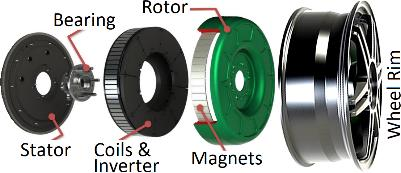 Rotor
Bearing
Stator
Coils &
Inverter
Magnets
Wheel Rim